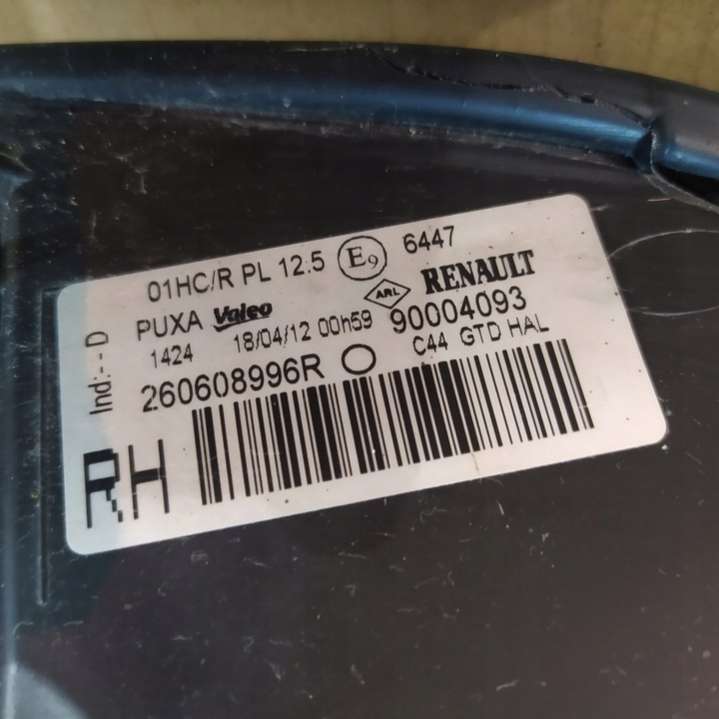 01HC/R PL 12.5 E9 6447
PUXA Valeo ARL RENAULT
1424 18/04/12 00h59 90004093
260608996R C44 GTD HAL
Ind:--D
RH